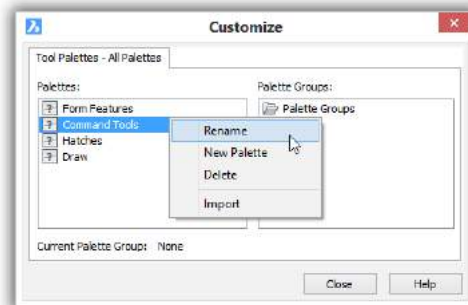 Customize
Tool Palettes - All Palettes
Palettes:
Palette Groups:
Form Features
Command Tools
Hatches
Draw
Palette Groups
Rename
New Palette
Delete
Import
Current Palette Group: None
Close
Help